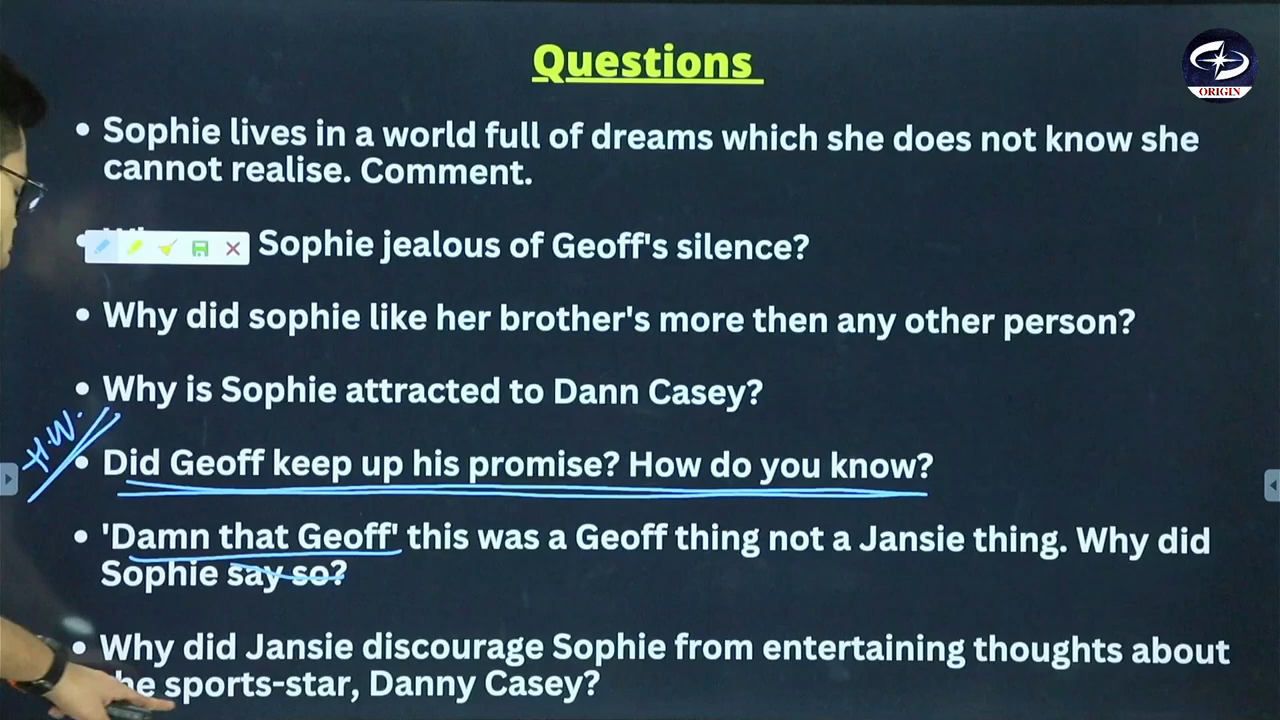 Questions
ORIGIN
• Sophie lives in a world full of dreams which she does not know she
cannot realise. Comment.
• Sophie jealous of Geoff's silence?
• Why did sophie like her brother's more then any other person?
• Why is Sophie attracted to Dann Casey?
H.W.
• Did Geoff keep up his promise? How do you know?
• 'Damn that Geoff' this was a Geoff thing not a Jansie thing. Why did
Sophie say so?
• Why did Jansie discourage Sophie from entertaining thoughts about
sports-star, Danny Casey?